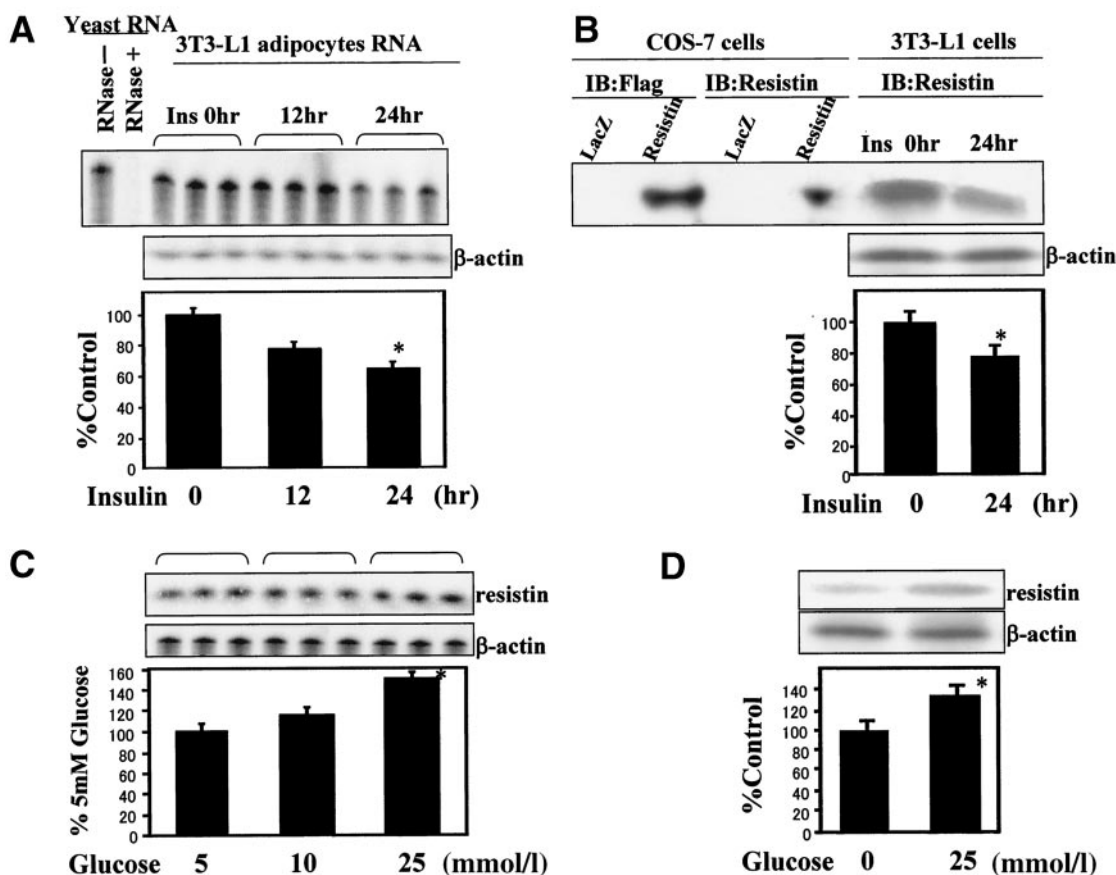 A
Yeast RNA
RNase −
RNase +
3T3-L1 adipocytes RNA
Ins 0hr 12hr 24hr
β-actin
%Control
100
80
60
40
20
0
Insulin 0 12 24 (hr)
B
COS-7 cells 3T3-L1 cells
IB:Flag IB:Resistin IB:Resistin
LacZ Resistin LacZ Resistin
Ins 0hr 24hr
β-actin
%Control
100
80
60
40
20
0
Insulin 0 24 (hr)
C
resistin
β-actin
% 5mM Glucose
160
140
120
100
80
60
40
20
0
*
Glucose 5 10 25 (mmol/l)
D
resistin
β-actin
%Control
140
120
100
80
60
40
20
0
*
Glucose 0 25 (mmol/l)